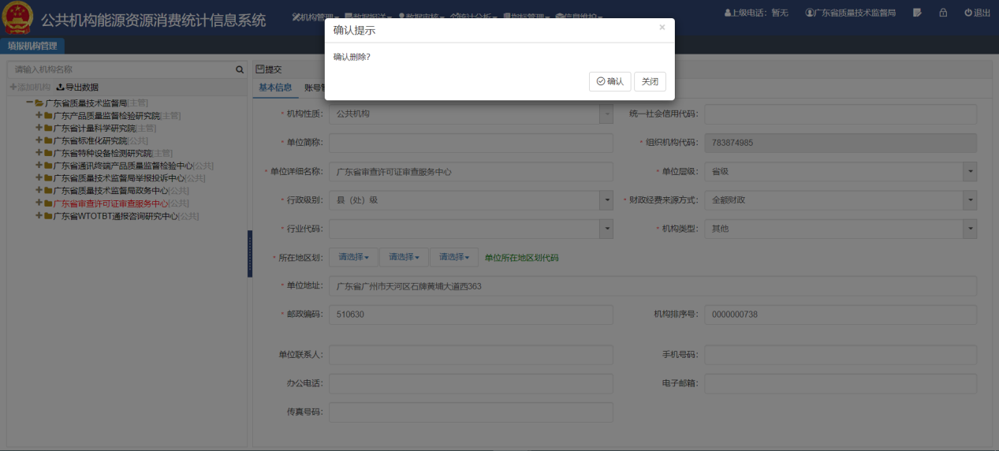 公共机构能源资源消费统计信息系统
机构管理 数据报送 数据审核 统计分析 指标管理 信息维护
上级电话：暂无 广东省质量技术监督局 退出
填报机构管理
确认提示 ×
确认删除?
确认 关闭
请输入机构名称
添加机构 导出数据
广东省质量技术监督局[主管]
广东产品质量监督检验研究院[主管]
广东省计量科学研究院[主管]
广东省标准化研究院[公共]
广东省特种设备检测研究院[主管]
广东省通讯终端产品质量监督检验中心[公共]
广东省质量技术监督局举报投诉中心[公共]
广东省质量技术监督局政务中心[公共]
广东省审查许可证审查服务中心[公共]
广东省WTOTBT通报咨询研究中心[公共]
提交
基本信息 账号
* 机构性质: 公共机构 统一社会信用代码:
* 单位简称: * 组织机构代码: 783874985
* 单位详细名称: 广东省审查许可证审查服务中心 * 单位层级: 省级
* 行政级别: 县（处）级 * 财政经费来源方式: 全额财政
* 行业代码: * 机构类型: 其他
* 所在地区划: 请选择 请选择 请选择 单位所在地区划代码
* 单位地址: 广东省广州市天河区石牌黄埔大道西363
* 邮政编码: 510630 机构排序号: 0000000738
单位联系人: 手机号码:
办公电话: 电子邮箱:
传真号码: